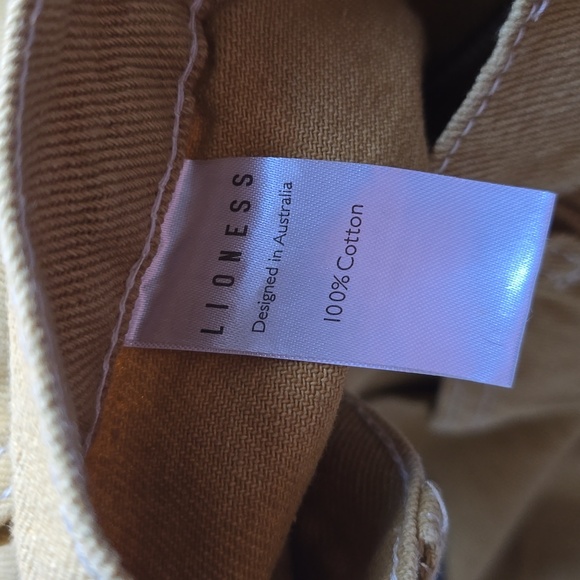 LIONESS
Designed in Australia
100% Cotton